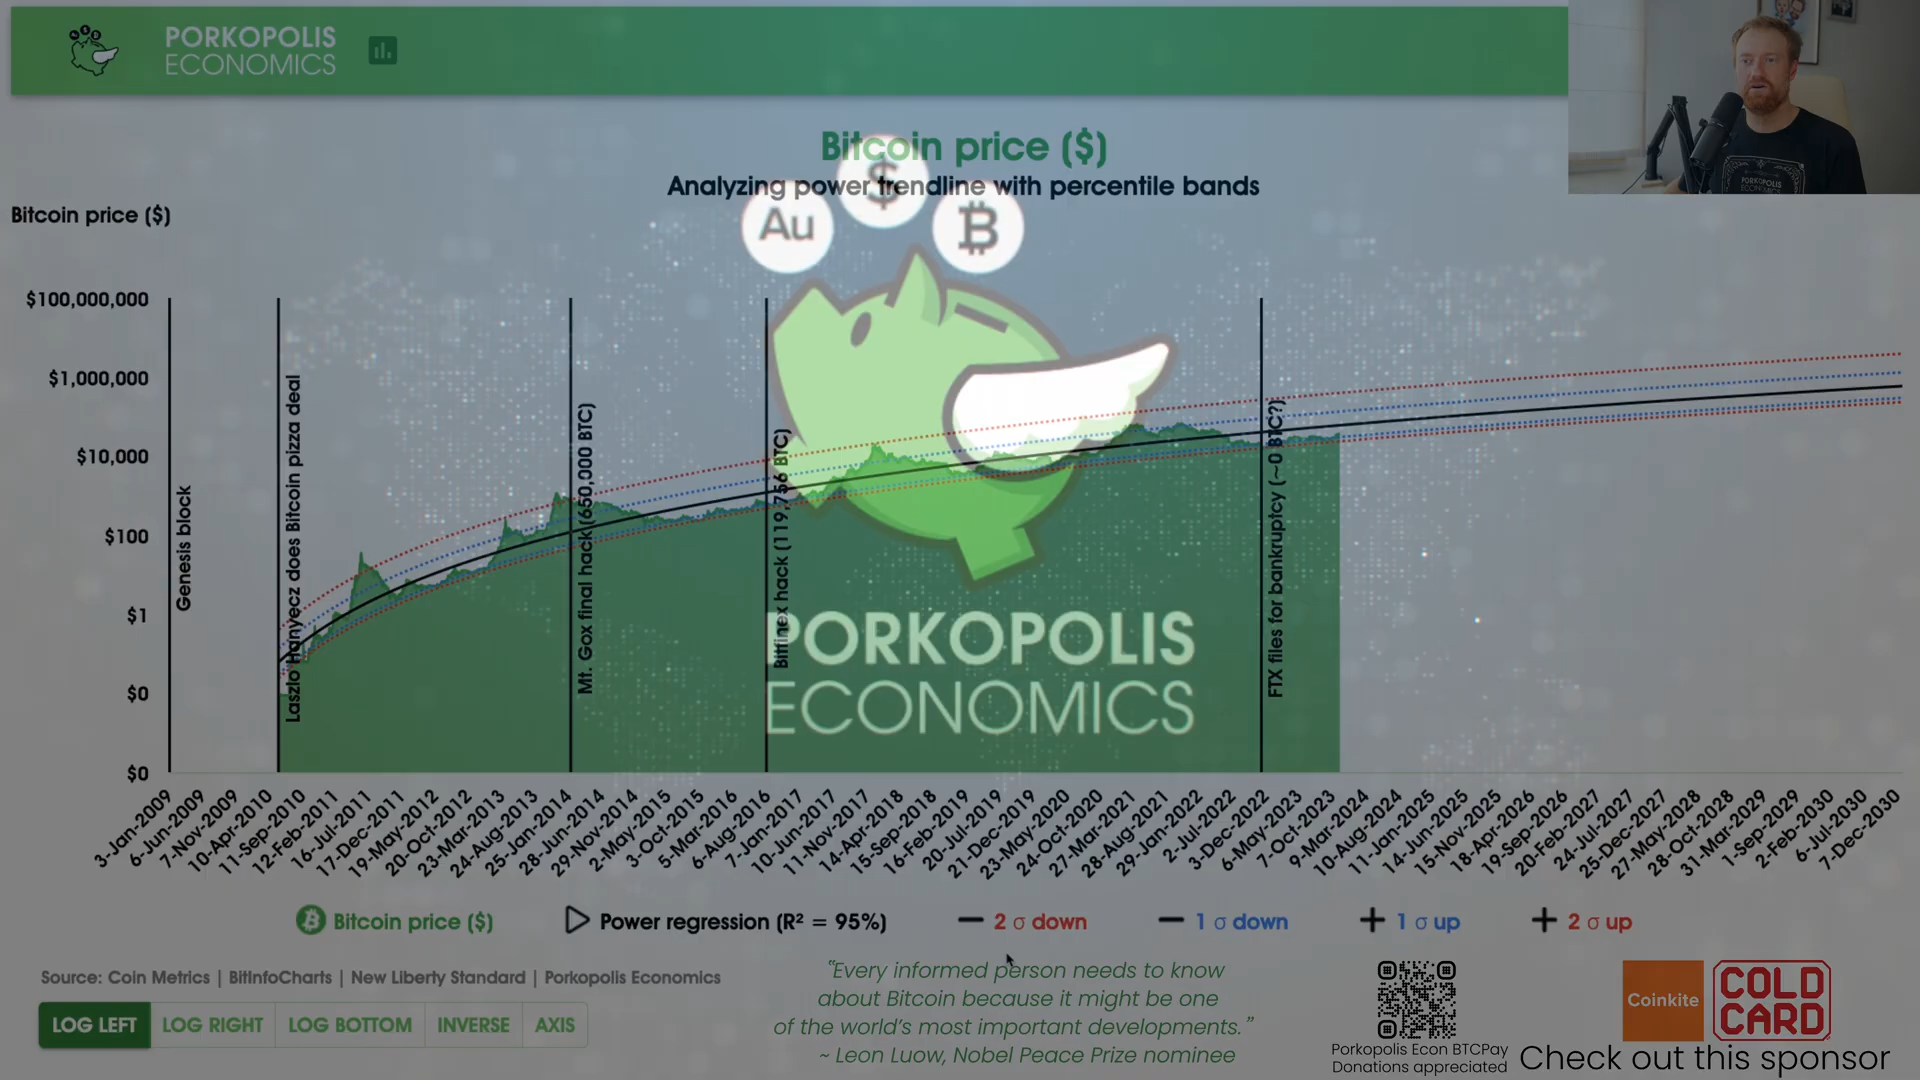 PORKOPOLIS
ECONOMICS
Bitcoin price ($)
Analyzing power trendline with percentile bands
Bitcoin price ($)
$
Au
₿
$100,000,000
$1,000,000
$10,000
$100
$1
$0
$0
Genesis block
Laszlo Hanyecz does Bitcoin pizza deal
Mt. Gox final hack(650,000 BTC)
Bitfinex hack (119,756 BTC)
FTX files for bankruptcy (~0 BTC?)
PORKOPOLIS
ECONOMICS
PORKOPOLIS
ECONOMICS
3-Jan-2009
6-Jun-2009
7-Nov-2009
10-Apr-2010
11-Sep-2010
12-Feb-2011
16-Jul-2011
17-Dec-2011
19-May-2012
20-Oct-2012
23-Mar-2013
24-Aug-2013
25-Jan-2014
28-Jun-2014
29-Nov-2014
2-May-2015
3-Oct-2015
5-Mar-2016
6-Aug-2016
7-Jan-2017
10-Jun-2017
11-Nov-2017
14-Apr-2018
15-Sep-2018
16-Feb-2019
20-Jul-2019
21-Dec-2019
23-May-2020
24-Oct-2020
27-Mar-2021
28-Aug-2021
29-Jan-2022
2-Jul-2022
3-Dec-2022
6-May-2023
7-Oct-2023
9-Mar-2024
10-Aug-2024
11-Jan-2025
14-Jun-2025
15-Nov-2025
18-Apr-2026
19-Sep-2026
20-Feb-2027
24-Jul-2027
25-Dec-2027
27-May-2028
28-Oct-2028
31-Mar-2029
1-Sep-2029
2-Feb-2030
6-Jul-2030
7-Dec-2030
Bitcoin price ($)
Power regression (R² = 95%)
2 σ down
1 σ down
1 σ up
2 σ up
Source: Coin Metrics | BitInfoCharts | New Liberty Standard | Porkopolis Economics
LOG LEFT
LOG RIGHT
LOG BOTTOM
INVERSE
AXIS
"Every informed person needs to know
about Bitcoin because it might be one
of the world's most important developments."
~ Leon Luow, Nobel Peace Prize nominee
Porkopolis Econ BTCPay
Donations appreciated
Coinkite
COLD
CARD
Check out this sponsor